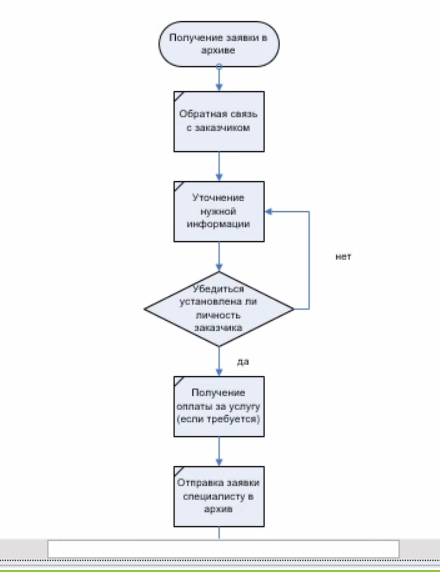 Получение заявки в
архиве
Обратная связь
с заказчиком
Уточнение
нужной
информации
нет
Убедиться
установлена ли
личность
заказчика
да
Получение
оплаты за услугу
(если требуется)
Отправка заявки
специалисту в
архив